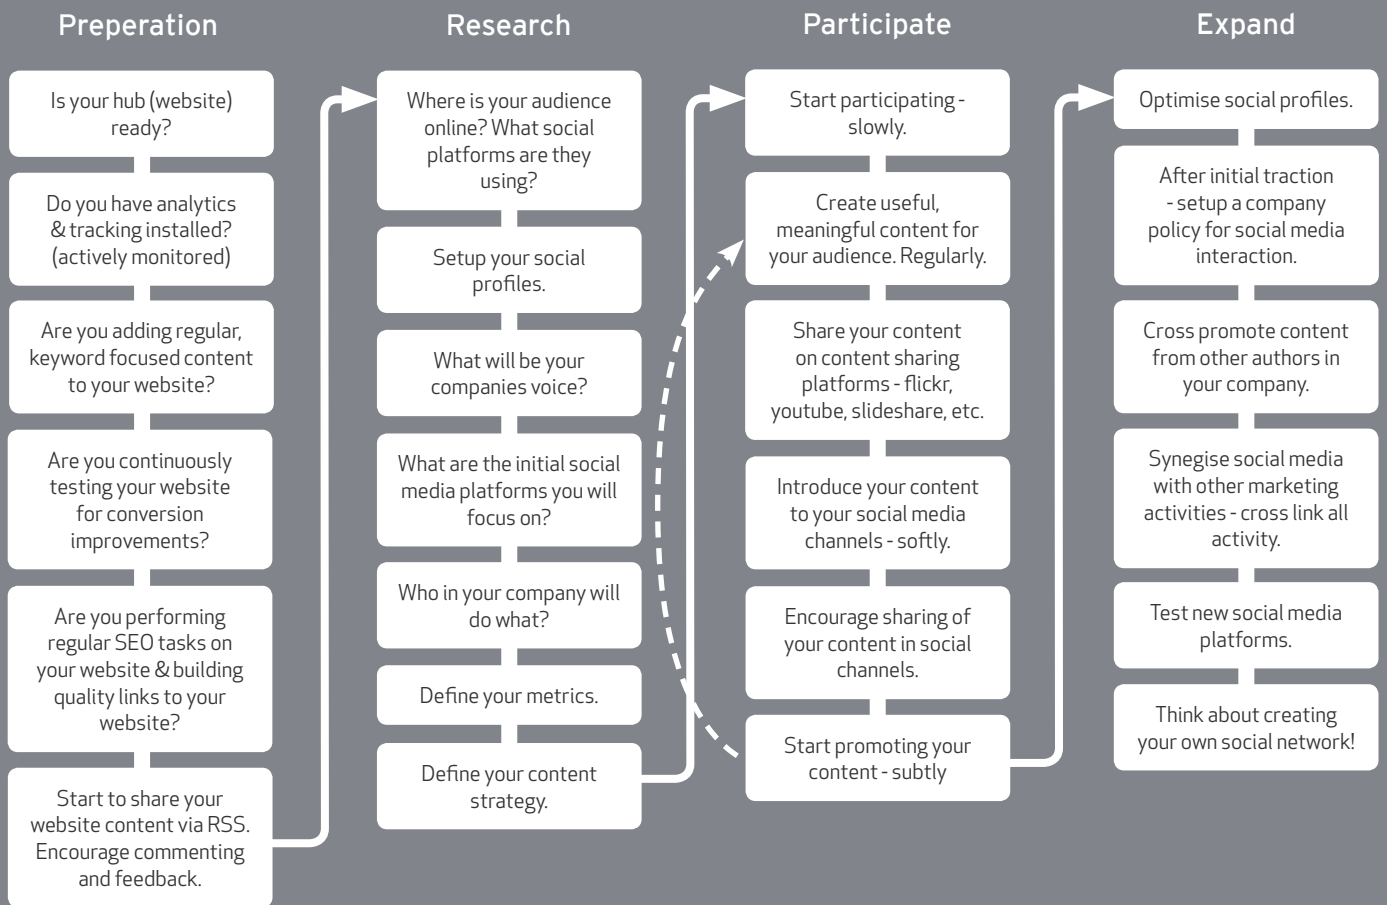 Preperation
Is your hub (website)
ready?
Do you have analytics
& tracking installed?
(actively monitored)
Are you adding regular,
keyword focused content
to your website?
Are you continuously
testing your website
for conversion
improvements?
Are you performing
regular SEO tasks on
your website & building
quality links to your
website?
Start to share your
website content via RSS.
Encourage commenting
and feedback.
Research
Where is your audience
online? What social
platforms are they
using?
Setup your social
profiles.
What will be your
companies voice?
What are the initial social
media platforms you will
focus on?
Who in your company will
do what?
Define your metrics.
Define your content
strategy.
Participate
Start participating -
slowly.
Create useful,
meaningful content for
your audience. Regularly.
Share your content
on content sharing
platforms - flickr,
youtube, slideshare, etc.
Introduce your content
to your social media
channels - softly.
Encourage sharing of
your content in social
channels.
Start promoting your
content - subtly
Expand
Optimise social profiles.
After initial traction
- setup a company
policy for social media
interaction.
Cross promote content
from other authors in
your company.
Synegise social media
with other marketing
activities - cross link all
activity.
Test new social media
platforms.
Think about creating
your own social network!